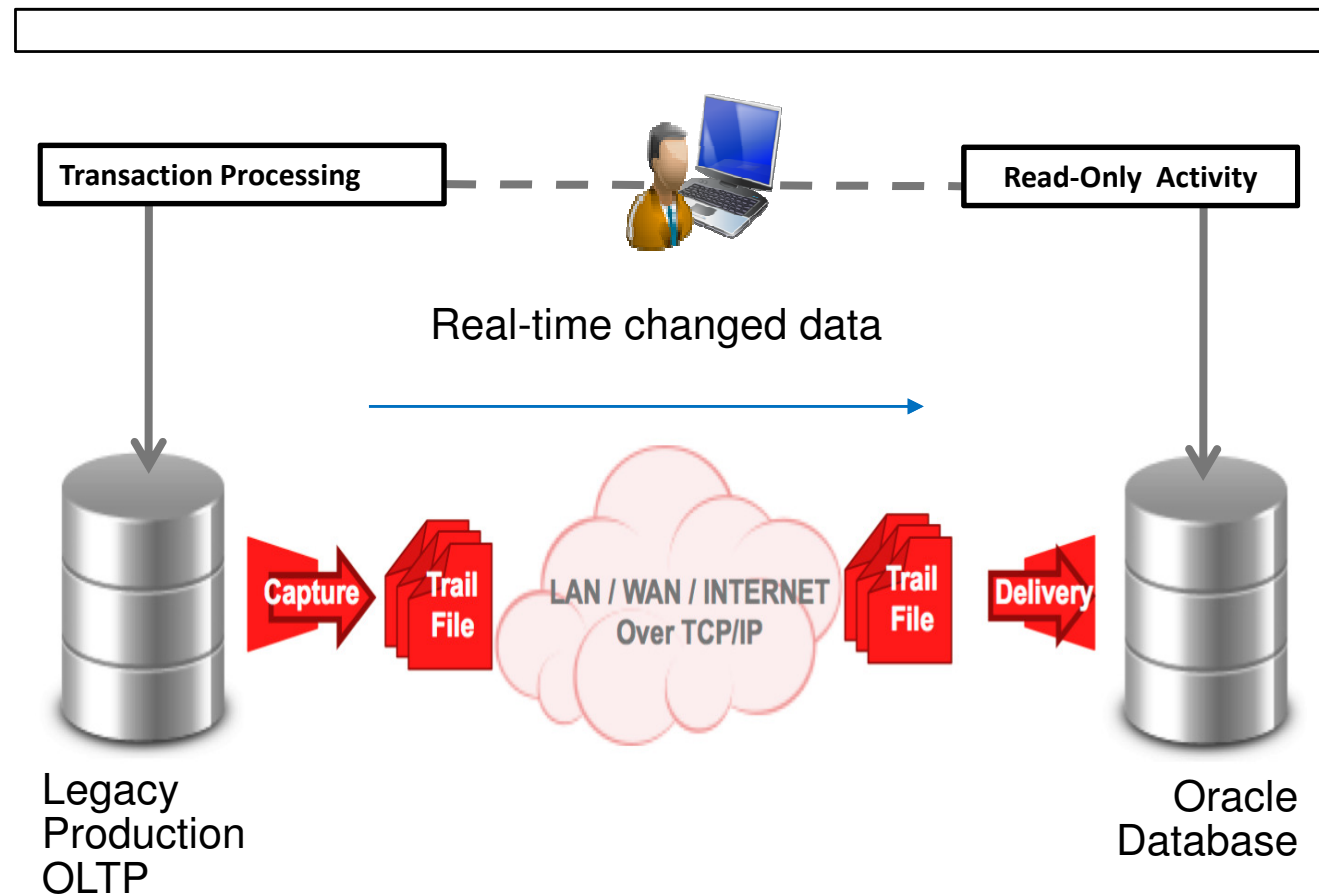 Transaction Processing
Read-Only Activity
Real-time changed data
Capture
Trail
File
LAN / WAN / INTERNET
Over TCP/IP
Trail
File
Delivery
Legacy
Production
OLTP
Oracle
Database